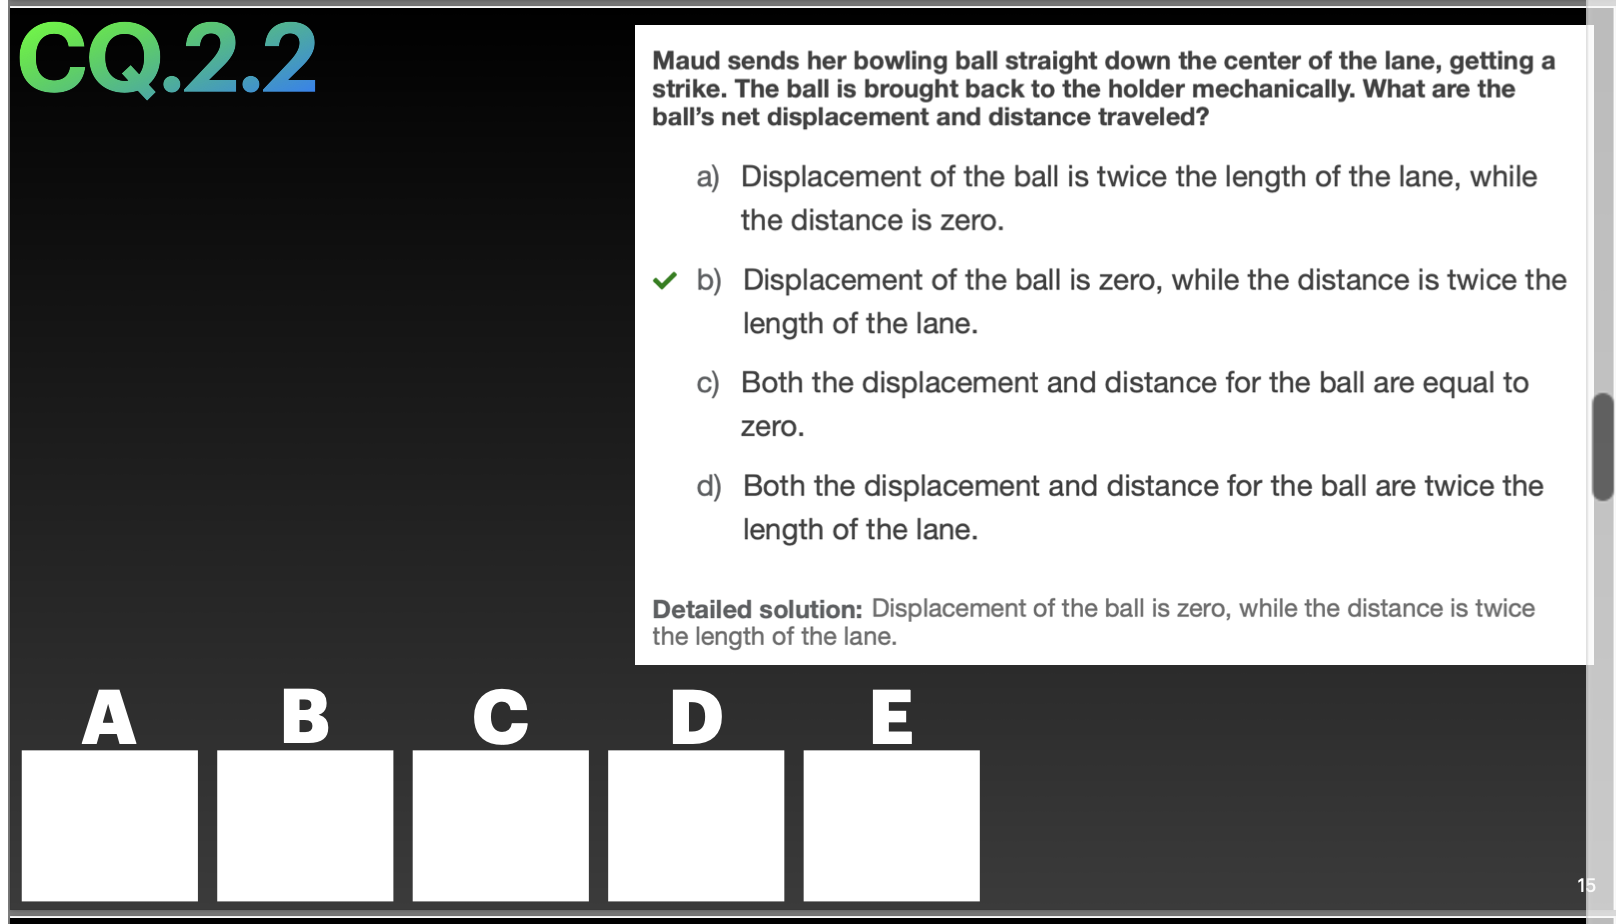 CQ.2.2
Maud sends her bowling ball straight down the center of the lane, getting a
strike. The ball is brought back to the holder mechanically. What are the
ball’s net displacement and distance traveled?
a) Displacement of the ball is twice the length of the lane, while
the distance is zero.
✓ b) Displacement of the ball is zero, while the distance is twice the
length of the lane.
c) Both the displacement and distance for the ball are equal to
zero.
d) Both the displacement and distance for the ball are twice the
length of the lane.
Detailed solution: Displacement of the ball is zero, while the distance is twice
the length of the lane.
A B C D E
15